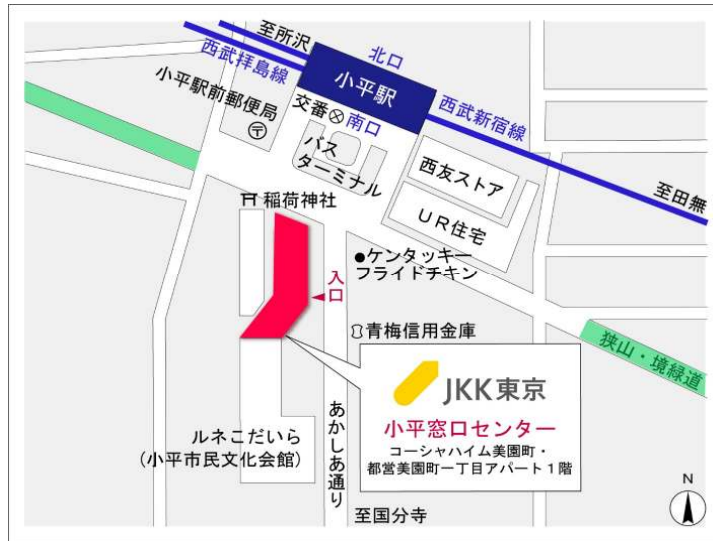 至所沢
西武拝島線
北口
小平駅
小平駅前郵便局
交番
南口
西武新宿線
バス
ターミナル
西友ストア
至田無
UR住宅
稲荷神社
ケンタッキー
フライドチキン
入口
青梅信用金庫
狭山・境緑道
JKK東京
小平窓口センター
コーシャハイム美園町・
都営美園町一丁目アパート1階
ルネこだいら
(小平市民文化会館)
あかしあ通り
至国分寺
N